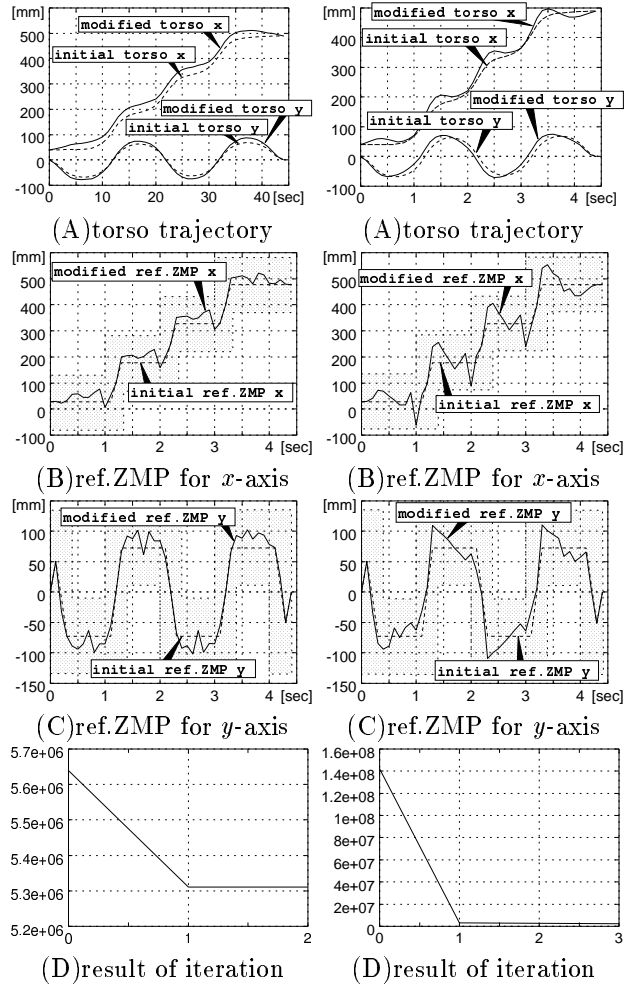 [mm]
500
400
300
200
100
0
-100
0
10
20
30
40 [sec]
modified torso x
initial torso x
modified torso y
initial torso y
(A)torso trajectory
[mm]
500
400
300
200
100
0
-100
0
1
2
3
4 [sec]
modified torso x
initial torso x
modified torso y
initial torso y
(A)torso trajectory
[mm]
500
400
300
200
100
0
-100
0
1
2
3
4 [sec]
modified ref.ZMP x
initial ref.ZMP x
(B)ref.ZMP for x-axis
[mm]
500
400
300
200
100
0
-100
0
1
2
3
4 [sec]
modified ref.ZMP x
initial ref.ZMP x
(B)ref.ZMP for x-axis
[mm]
100
50
0
-50
-100
-150
0
1
2
3
4 [sec]
modified ref.ZMP y
initial ref.ZMP y
(C)ref.ZMP for y-axis
[mm]
100
50
0
-50
-100
-150
0
1
2
3
4 [sec]
modified ref.ZMP y
initial ref.ZMP y
(C)ref.ZMP for y-axis
5.7e+06
5.6e+06
5.5e+06
5.4e+06
5.3e+06
5.2e+06
0
1
2
(D)result of iteration
1.6e+08
1.4e+08
1.2e+08
1e+08
8e+07
6e+07
4e+07
2e+07
0
0
1
2
3
(D)result of iteration